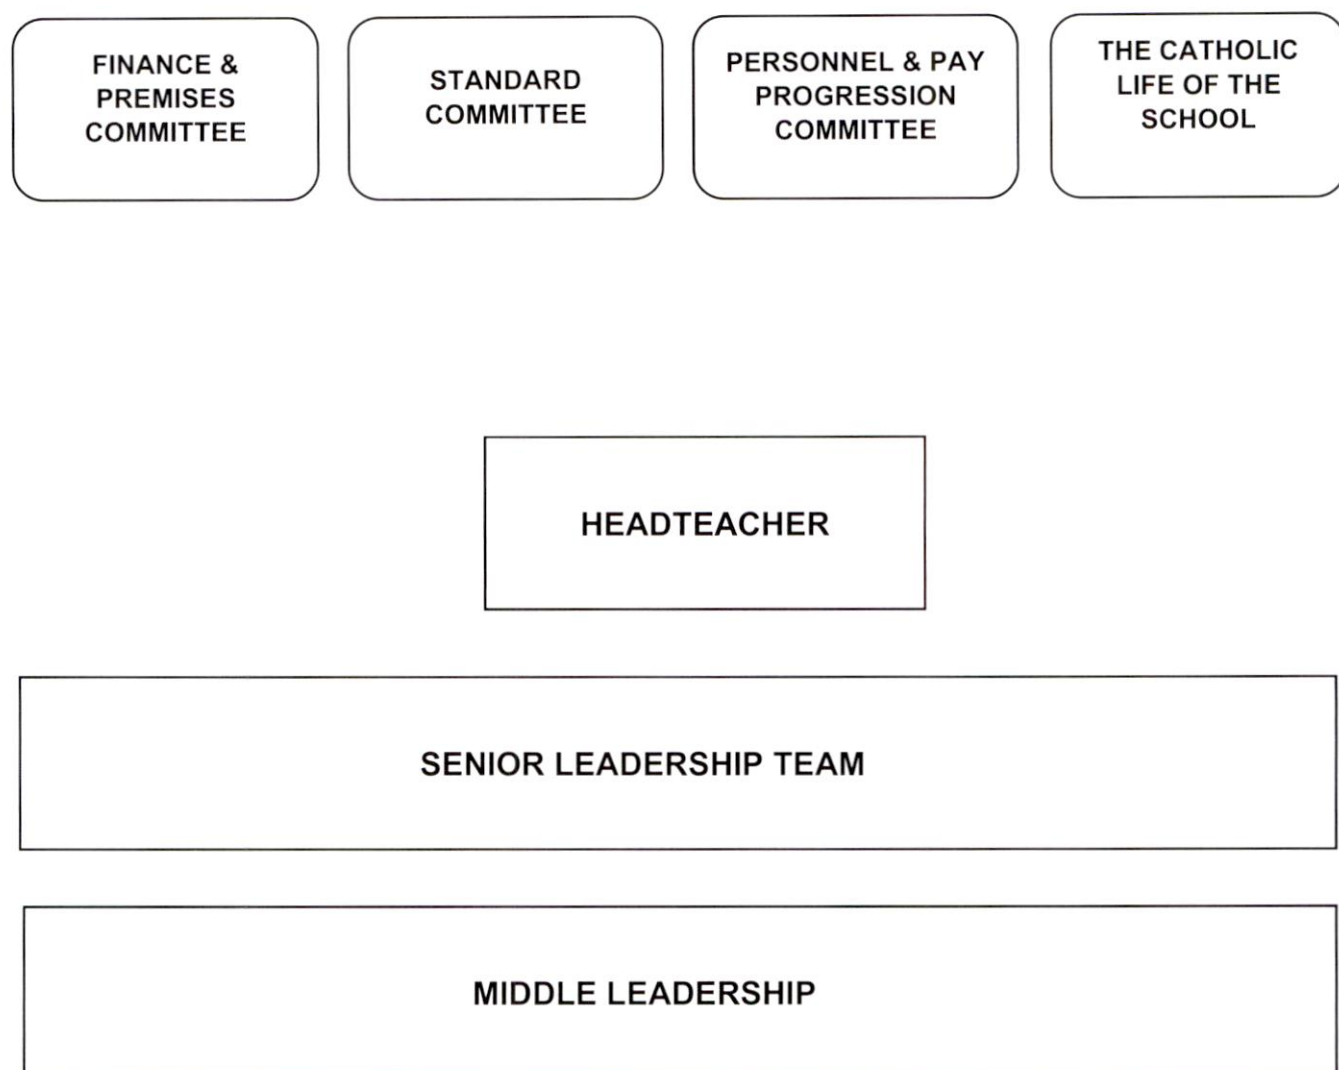 FINANCE &
PREMISES
COMMITTEE
STANDARD
COMMITTEE
PERSONNEL & PAY
PROGRESSION
COMMITTEE
THE CATHOLIC
LIFE OF THE
SCHOOL
HEADTEACHER
SENIOR LEADERSHIP TEAM
MIDDLE LEADERSHIP